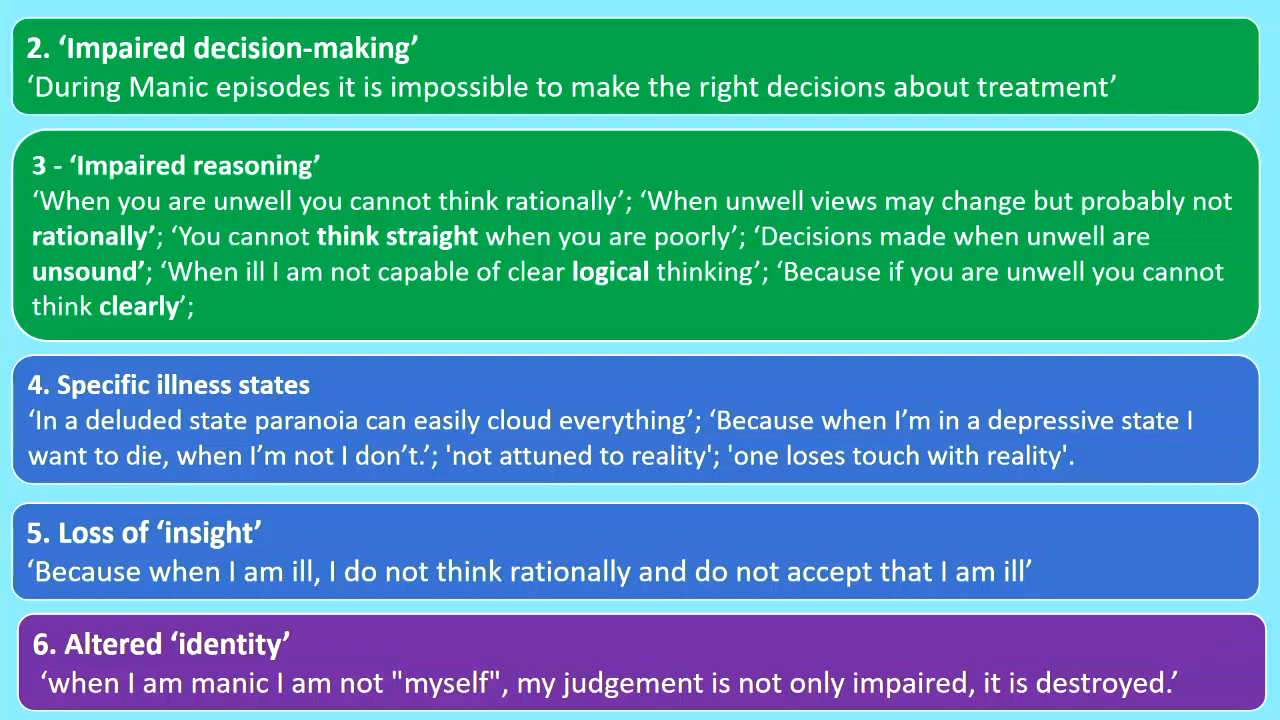 2. ‘Impaired decision-making’
‘During Manic episodes it is impossible to make the right decisions about treatment’
3 - ‘Impaired reasoning’
‘When you are unwell you cannot think rationally’; ‘When unwell views may change but probably not
rationally’; ‘You cannot think straight when you are poorly’; ‘Decisions made when unwell are
unsound’; ‘When ill I am not capable of clear logical thinking’; ‘Because if you are unwell you cannot
think clearly’;
4. Specific illness states
‘In a deluded state paranoia can easily cloud everything’; ‘Because when I’m in a depressive state I
want to die, when I’m not I don’t.’; 'not attuned to reality'; 'one loses touch with reality'.
5. Loss of ‘insight’
‘Because when I am ill, I do not think rationally and do not accept that I am ill’
6. Altered ‘identity’
‘when I am manic I am not "myself", my judgement is not only impaired, it is destroyed.’